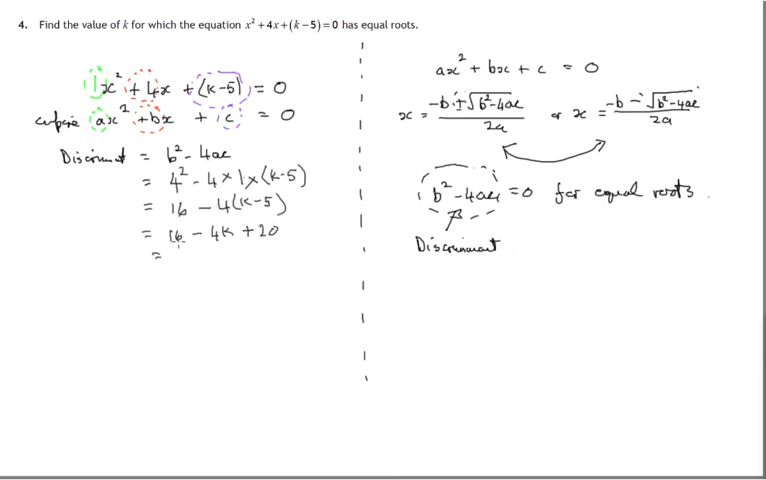 4. Find the value of k for which the equation x² + 4x + (k − 5) = 0 has equal roots.
1x² + 4x + (k − 5) = 0
ax² + bx + c = 0
Discriminant = b² − 4ac
= 4² − 4 × 1 × (k − 5)
= 16 − 4(k − 5)
= 16 − 4k + 20
=
ax² + bx + c = 0
x = −b + √b² − 4ac / 2a or x = −b − √b² − 4ac / 2a
b² − 4ac = 0 for equal roots.
Discriminant